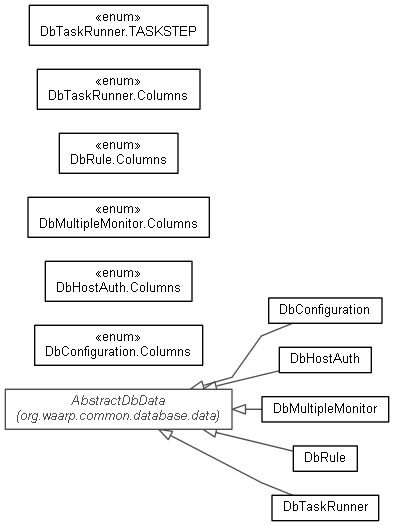 «enum»
DbTaskRunner.TASKSTEP
«enum»
DbTaskRunner.Columns
«enum»
DbRule.Columns
«enum»
DbMultipleMonitor.Columns
«enum»
DbHostAuth.Columns
«enum»
DbConfiguration.Columns
DbConfiguration
DbHostAuth
AbstractDbData
(org.waarp.common.database.data)
DbMultipleMonitor
DbRule
DbTaskRunner